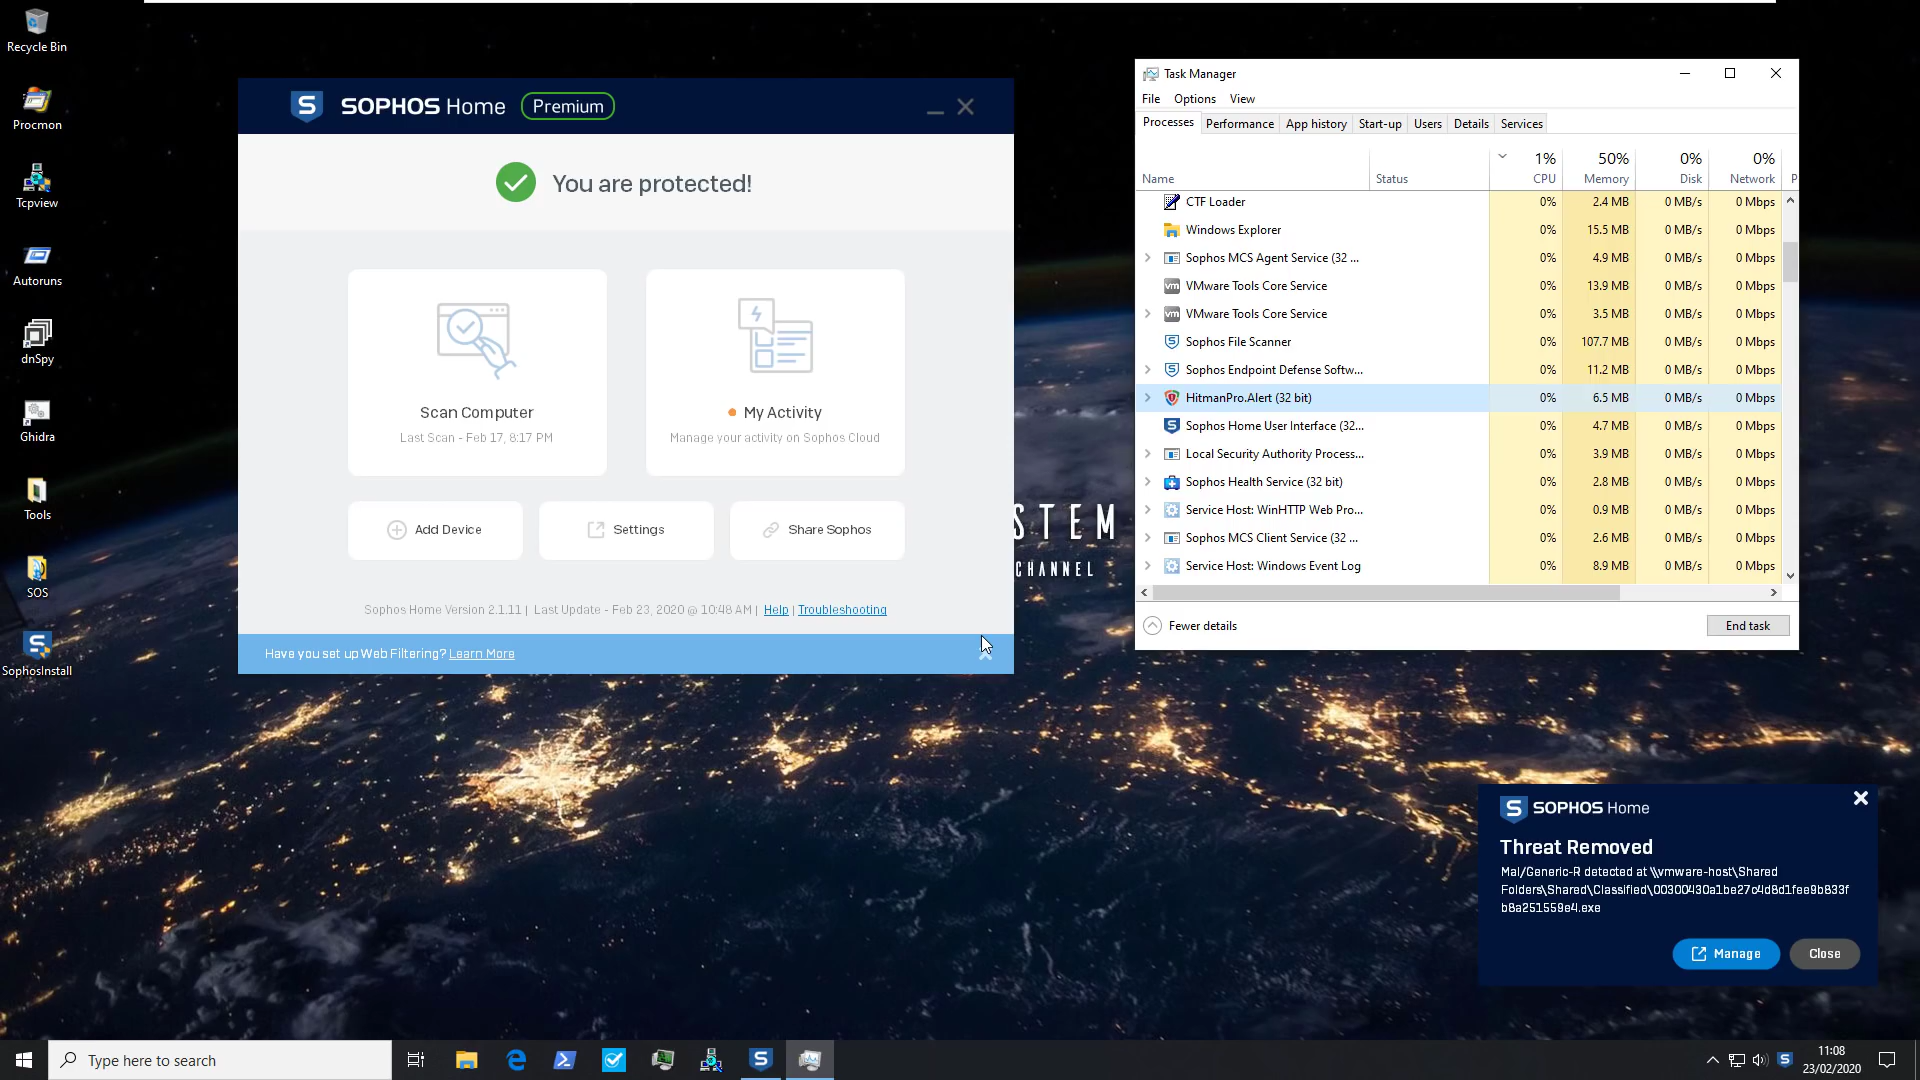 Recycle Bin
Procmon
Tcpview
Autoruns
dnSpy
Ghidra
Tools
SOS
SophosInstall
S SOPHOS Home Premium
You are protected!
Scan Computer
Last Scan - Feb 17, 8:17 PM
My Activity
Manage your activity on Sophos Cloud
Add Device
Settings
Share Sophos
Sophos Home Version 2.1.11 | Last Update - Feb 23, 2020 @ 10:48 AM | Help | Troubleshooting
Have you set up Web Filtering? Learn More
STEM
CHANNEL
Task Manager
File Options View
Processes Performance App history Start-up Users Details Services
1% 50% 0% 0%
Name Status CPU Memory Disk Network P
CTF Loader 0% 2.4 MB 0 MB/s 0 Mbps
Windows Explorer 0% 15.5 MB 0 MB/s 0 Mbps
Sophos MCS Agent Service (32 ... 0% 4.9 MB 0 MB/s 0 Mbps
vm VMware Tools Core Service 0% 13.9 MB 0 MB/s 0 Mbps
vm VMware Tools Core Service 0% 3.5 MB 0 MB/s 0 Mbps
Sophos File Scanner 0% 107.7 MB 0 MB/s 0 Mbps
Sophos Endpoint Defense Softw... 0% 11.2 MB 0 MB/s 0 Mbps
HitmanPro.Alert (32 bit) 0% 6.5 MB 0 MB/s 0 Mbps
Sophos Home User Interface (32... 0% 4.7 MB 0 MB/s 0 Mbps
Local Security Authority Process... 0% 3.9 MB 0 MB/s 0 Mbps
Sophos Health Service (32 bit) 0% 2.8 MB 0 MB/s 0 Mbps
Service Host: WinHTTP Web Pro... 0% 0.9 MB 0 MB/s 0 Mbps
Sophos MCS Client Service (32 ... 0% 2.6 MB 0 MB/s 0 Mbps
Service Host: Windows Event Log 0% 8.9 MB 0 MB/s 0 Mbps
Fewer details End task
S SOPHOS Home
Threat Removed
Mal/Generic-R detected at \\vmware-host\Shared
Folders\Shared\Classified\00300430a1be27c4d8d1fee9b833f
b8a251559e4.exe
Manage Close
Type here to search
11:08
23/02/2020